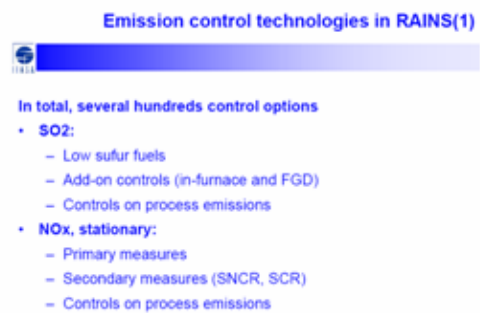 Emission control technologies in RAINS(1)
IIASA
In total, several hundreds control options
• SO2:
– Low sufur fuels
– Add-on controls (in-furnace and FGD)
– Controls on process emissions
• NOx, stationary:
– Primary measures
– Secondary measures (SNCR, SCR)
– Controls on process emissions